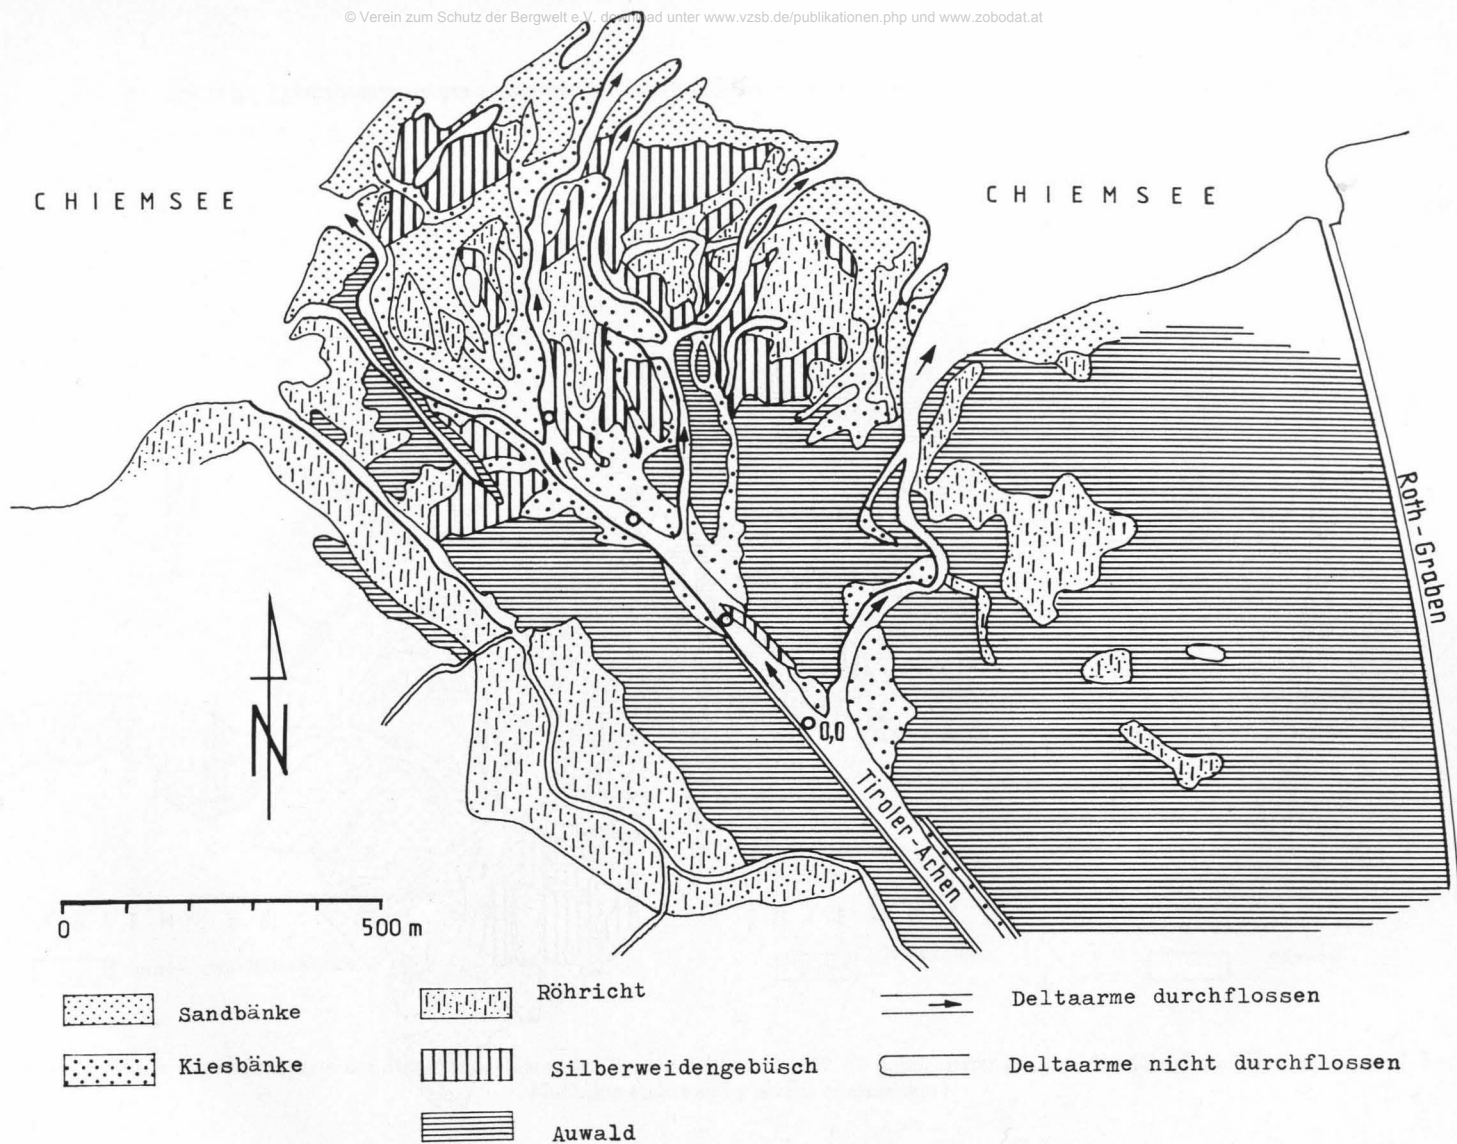 © Verein zum Schutz der Bergwelt e.V. download unter www.vzsb.de/publikationen.php und www.zobodat.at
CHIEMSEE
CHIEMSEE
Roth-Graben
N
0,0
Tiroler-Achen
0 500 m
Sandbänke
Röhricht
Deltaarme durchflossen
Kiesbänke
Silberweidengebüsch
Deltaarme nicht durchflossen
Auwald